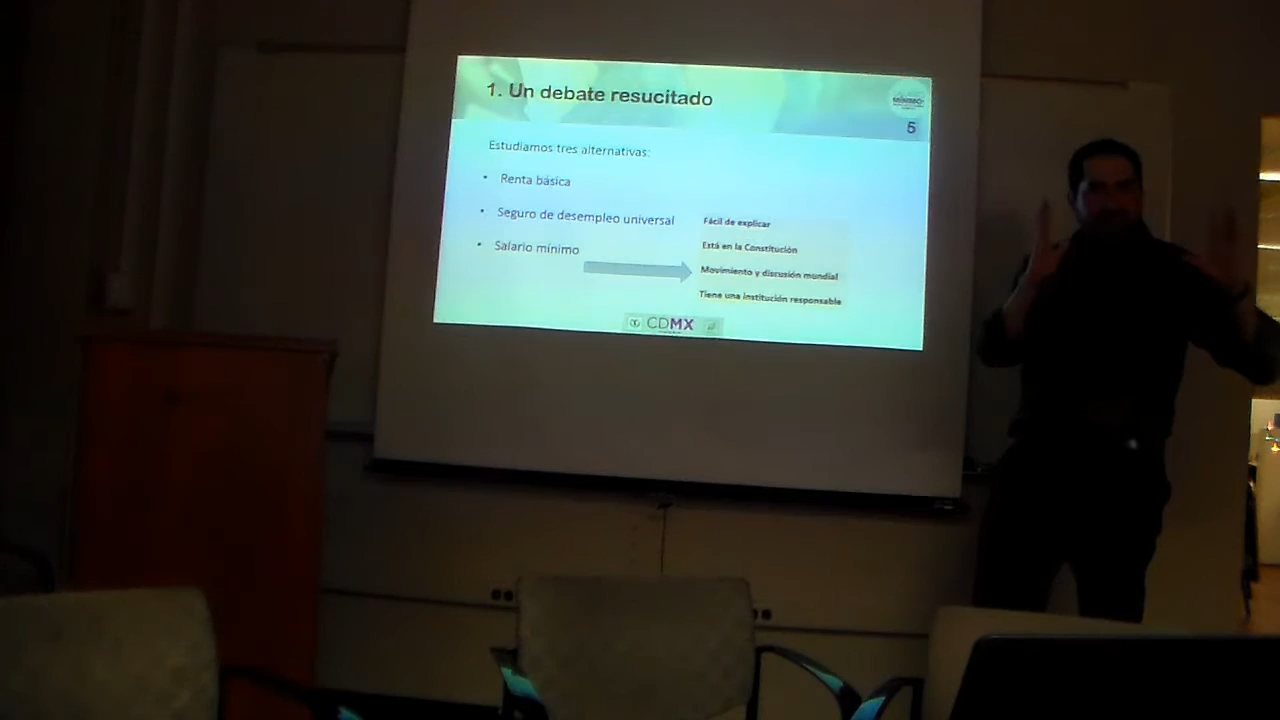 1. Un debate resucitado
5
Estudiamos tres alternativas:
• Renta básica
• Seguro de desempleo universal
• Salario mínimo
Fácil de explicar
Está en la Constitución
Movimiento y discusión mundial
Tiene una institución responsable
CDMX